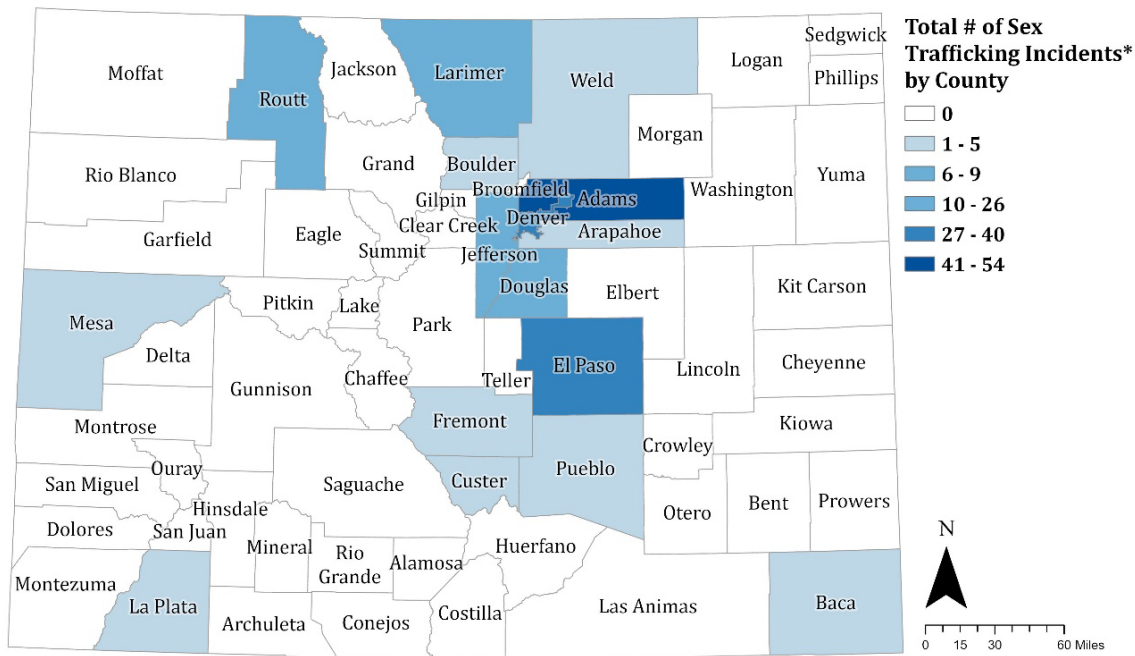 Total # of Sex
Trafficking Incidents*
by County
0
1 - 5
6 - 9
10 - 26
27 - 40
41 - 54
Moffat
Routt
Jackson
Larimer
Weld
Logan
Sedgwick
Phillips
Morgan
Rio Blanco
Grand
Boulder
Washington
Yuma
Gilpin
Broomfield
Adams
Garfield
Eagle
Clear Creek
Denver
Arapahoe
Summit
Jefferson
Pitkin
Lake
Park
Douglas
Elbert
Kit Carson
Mesa
Delta
Gunnison
Chaffee
Teller
El Paso
Lincoln
Cheyenne
Montrose
Fremont
Kiowa
Crowley
Ouray
San Miguel
Saguache
Custer
Pueblo
Otero
Bent
Prowers
Hinsdale
Dolores
San Juan
Mineral
Rio
Grande
Alamosa
Huerfano
Montezuma
La Plata
Archuleta
Conejos
Costilla
Las Animas
Baca
N
0 15 30 60 Miles